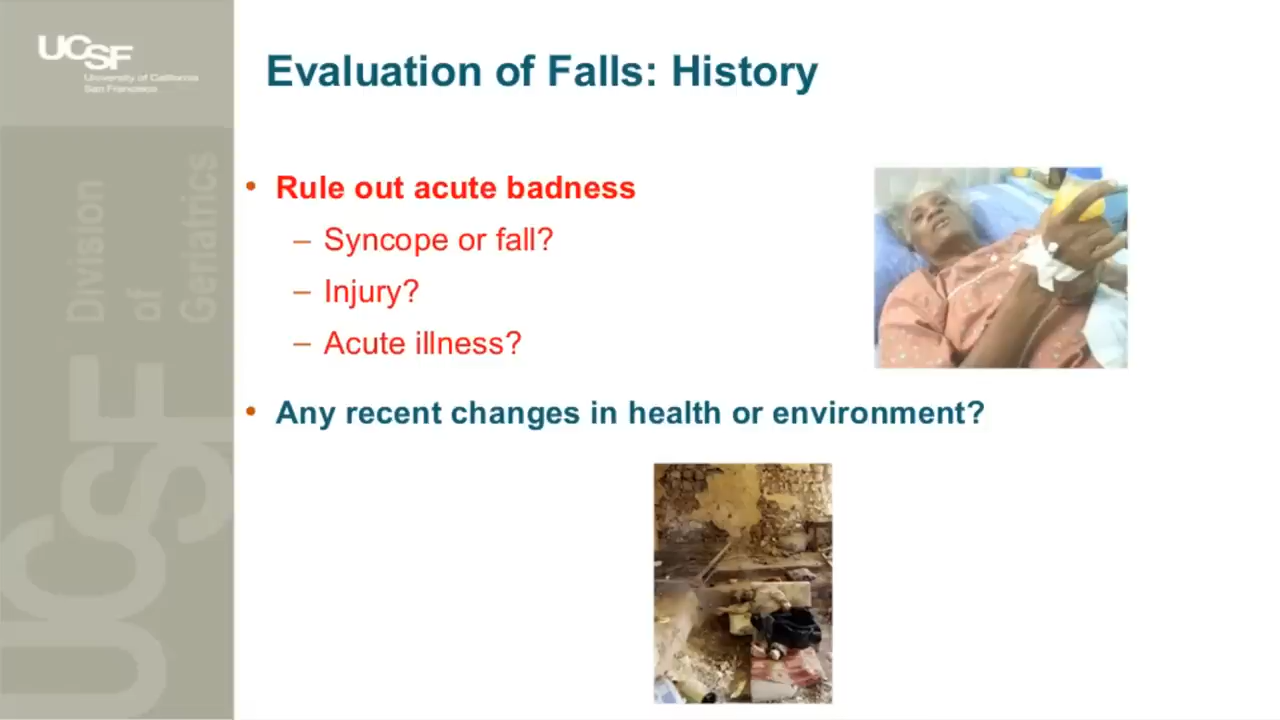 UCSF
University of California
San Francisco
Division
of
Geriatrics
UCSF
Evaluation of Falls: History
• Rule out acute badness
– Syncope or fall?
– Injury?
– Acute illness?
• Any recent changes in health or environment?